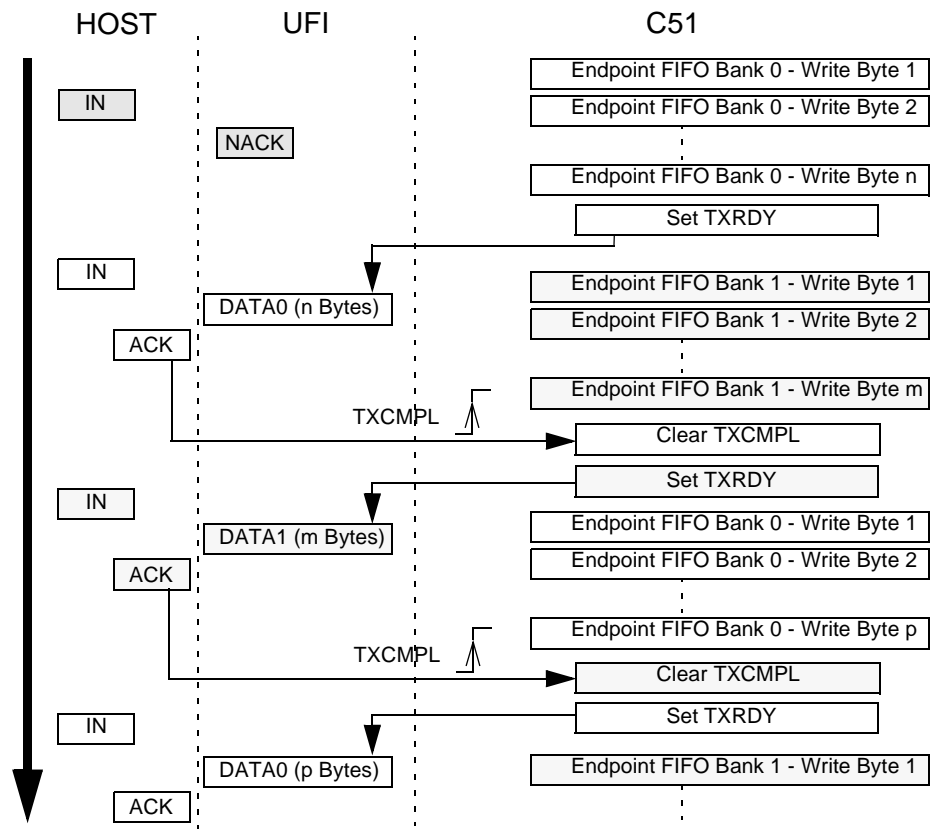 HOST UFI C51
Endpoint FIFO Bank 0 - Write Byte 1
IN
Endpoint FIFO Bank 0 - Write Byte 2
NACK
Endpoint FIFO Bank 0 - Write Byte n
Set TXRDY
IN
Endpoint FIFO Bank 1 - Write Byte 1
DATA0 (n Bytes)
Endpoint FIFO Bank 1 - Write Byte 2
ACK
Endpoint FIFO Bank 1 - Write Byte m
TXCMPL
Clear TXCMPL
Set TXRDY
IN
Endpoint FIFO Bank 0 - Write Byte 1
DATA1 (m Bytes)
Endpoint FIFO Bank 0 - Write Byte 2
ACK
Endpoint FIFO Bank 0 - Write Byte p
TXCMPL
Clear TXCMPL
Set TXRDY
IN
DATA0 (p Bytes)
Endpoint FIFO Bank 1 - Write Byte 1
ACK